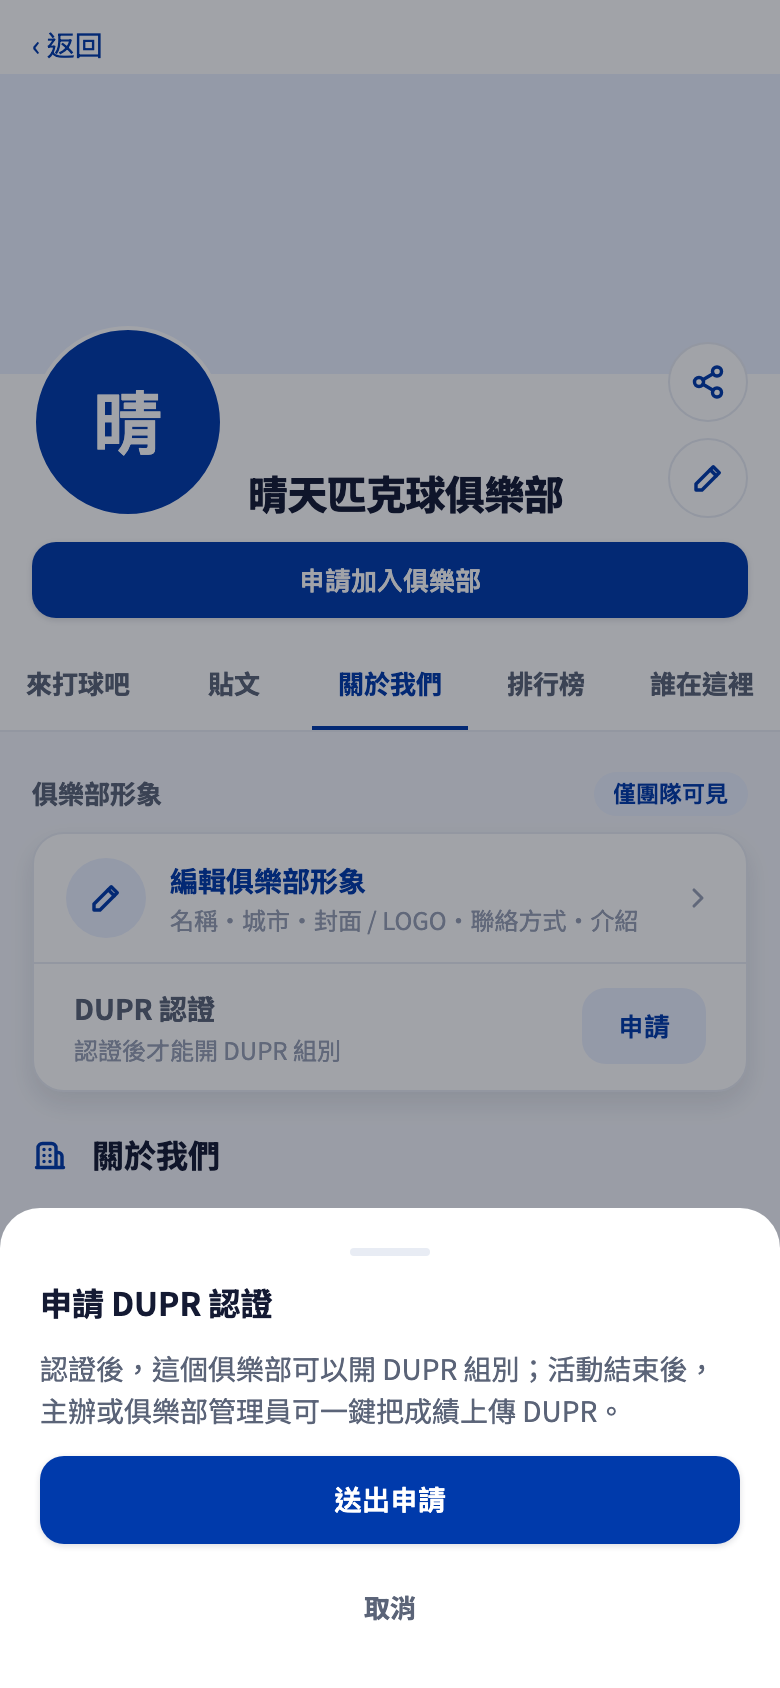 ‹ 返回
晴
晴天匹克球俱樂部
申請加入俱樂部
來打球吧 貼文 關於我們 排行榜 誰在這裡
俱樂部形象 僅團隊可見
編輯俱樂部形象
名稱・城市・封面 / LOGO・聯絡方式・介紹
DUPR 認證
認證後才能開 DUPR 組別
申請
關於我們
申請 DUPR 認證
認證後，這個俱樂部可以開 DUPR 組別；活動結束後，
主辦或俱樂部管理員可一鍵把成績上傳 DUPR。
送出申請
取消